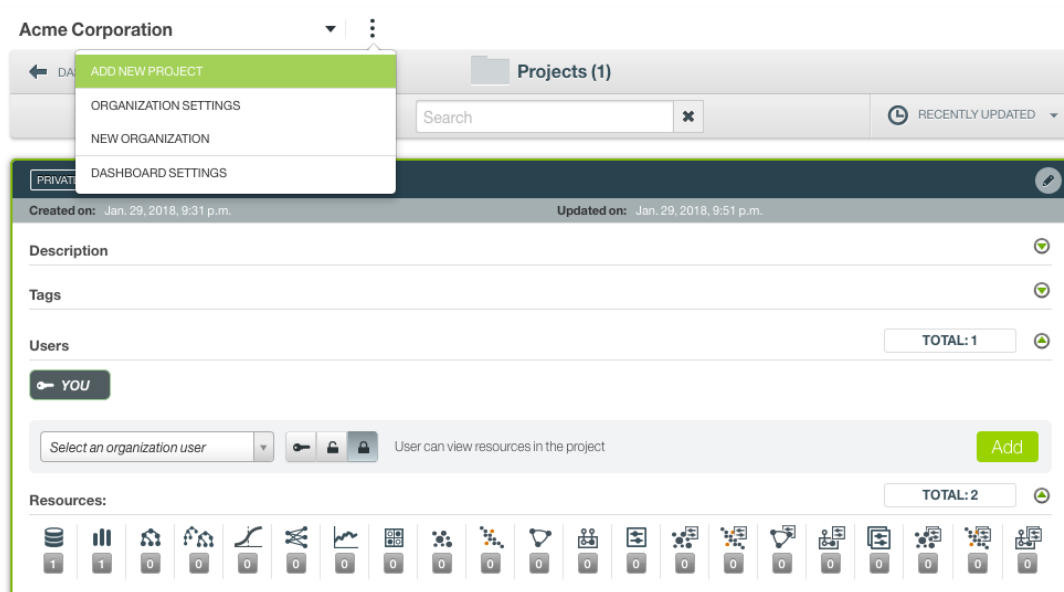 Acme Corporation
DA
ADD NEW PROJECT
Projects (1)
ORGANIZATION SETTINGS
Search
RECENTLY UPDATED
NEW ORGANIZATION
DASHBOARD SETTINGS
PRIVATE
Created on: Jan. 29, 2018, 9:31 p.m. Updated on: Jan. 29, 2018, 9:51 p.m.
Description
Tags
Users TOTAL: 1
YOU
Select an organization user User can view resources in the project Add
Resources: TOTAL: 2
1 1 0 0 0 0 0 0 0 0 0 0 0 0 0 0 0 0 0 0 0